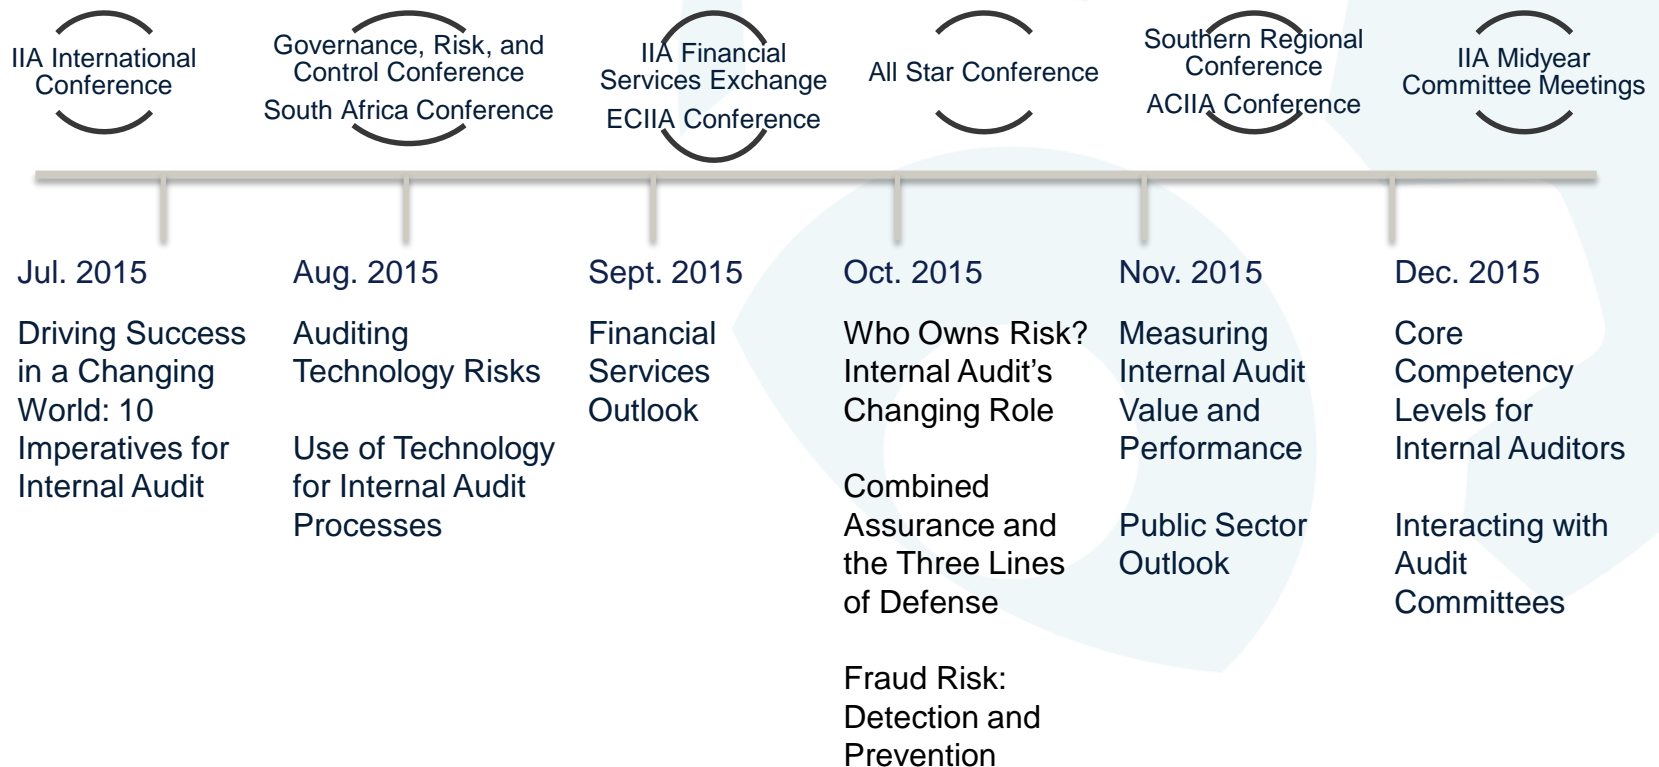 IIA International
Conference
Governance, Risk, and
Control Conference
South Africa Conference
IIA Financial
Services Exchange
ECIIA Conference
All Star Conference
Southern Regional
Conference
ACIIA Conference
IIA Midyear
Committee Meetings
Jul. 2015
Driving Success
in a Changing
World: 10
Imperatives for
Internal Audit
Aug. 2015
Auditing
Technology Risks
Use of Technology
for Internal Audit
Processes
Sept. 2015
Financial
Services
Outlook
Oct. 2015
Who Owns Risk?
Internal Audit’s
Changing Role
Combined
Assurance and
the Three Lines
of Defense
Fraud Risk:
Detection and
Prevention
Nov. 2015
Measuring
Internal Audit
Value and
Performance
Public Sector
Outlook
Dec. 2015
Core
Competency
Levels for
Internal Auditors
Interacting with
Audit
Committees